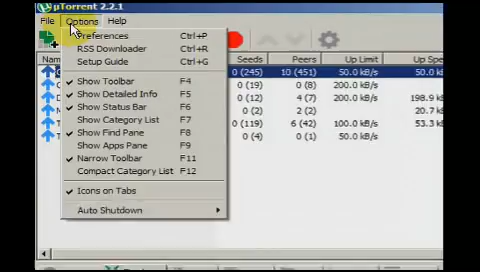 µTorrent 2.2.1
File Options Help
Preferences Ctrl+P
RSS Downloader Ctrl+R
Setup Guide Ctrl+G
Show Toolbar F4
Show Detailed Info F5
Show Status Bar F6
Show Category List F7
Show Find Pane F8
Show Apps Pane F9
Narrow Toolbar F11
Compact Category List F12
Icons on Tabs
Auto Shutdown
Seeds Peers Up Limit Up Spe
0 (245) 10 (451) 50.0 kB/s 50.0 kB/
0 (19) 0 (8) 200.0 kB/s
0 (12) 4 (7) 200.0 kB/s 198.9 k
2 (2) 2 (2) 20.7 k
0 (119) 6 (42) 100.0 kB/s 53.3 k
0 (4) 0 (1) 50.0 kB/s